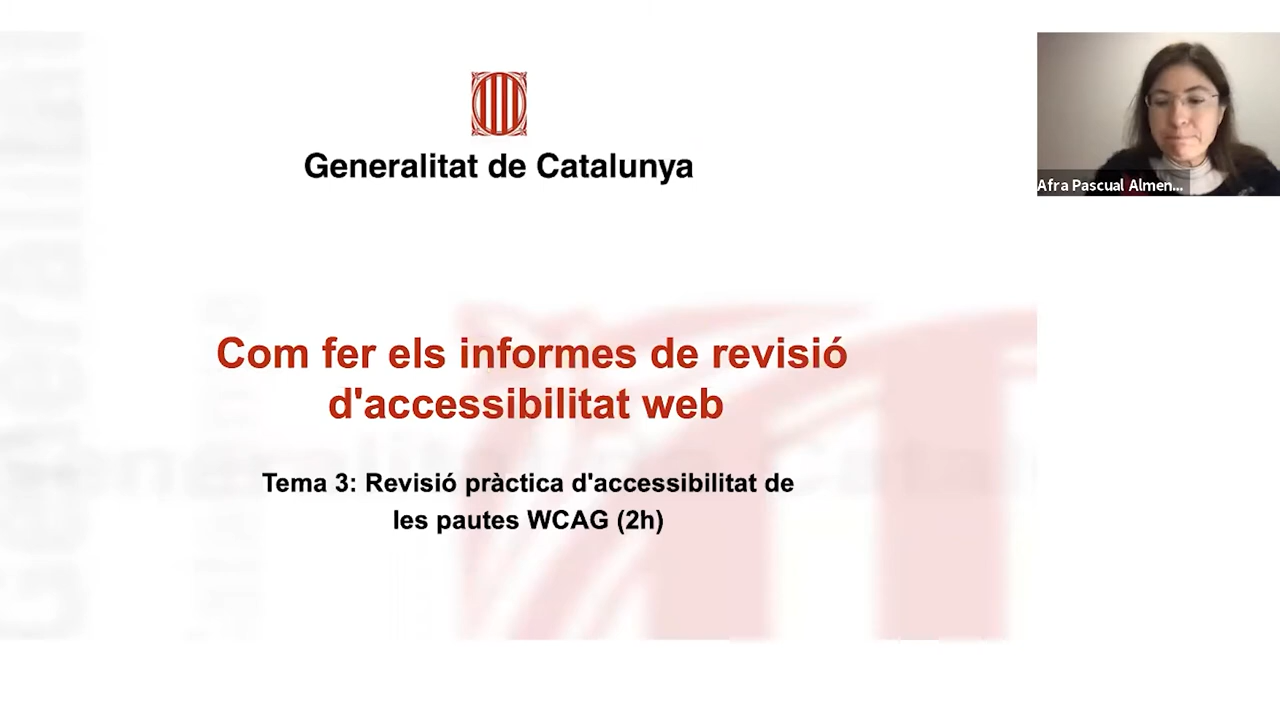 Generalitat de Catalunya
Afra Pascual Almen...
Com fer els informes de revisió
d'accessibilitat web
Tema 3: Revisió pràctica d'accessibilitat de
les pautes WCAG (2h)